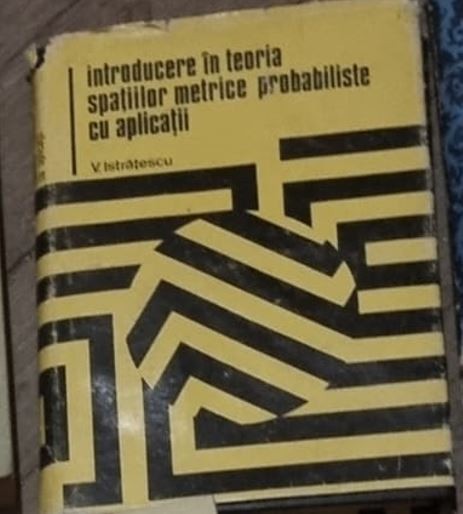 introducere în teoria
spațiilor metrice probabiliste
cu aplicații
V. Istrățescu